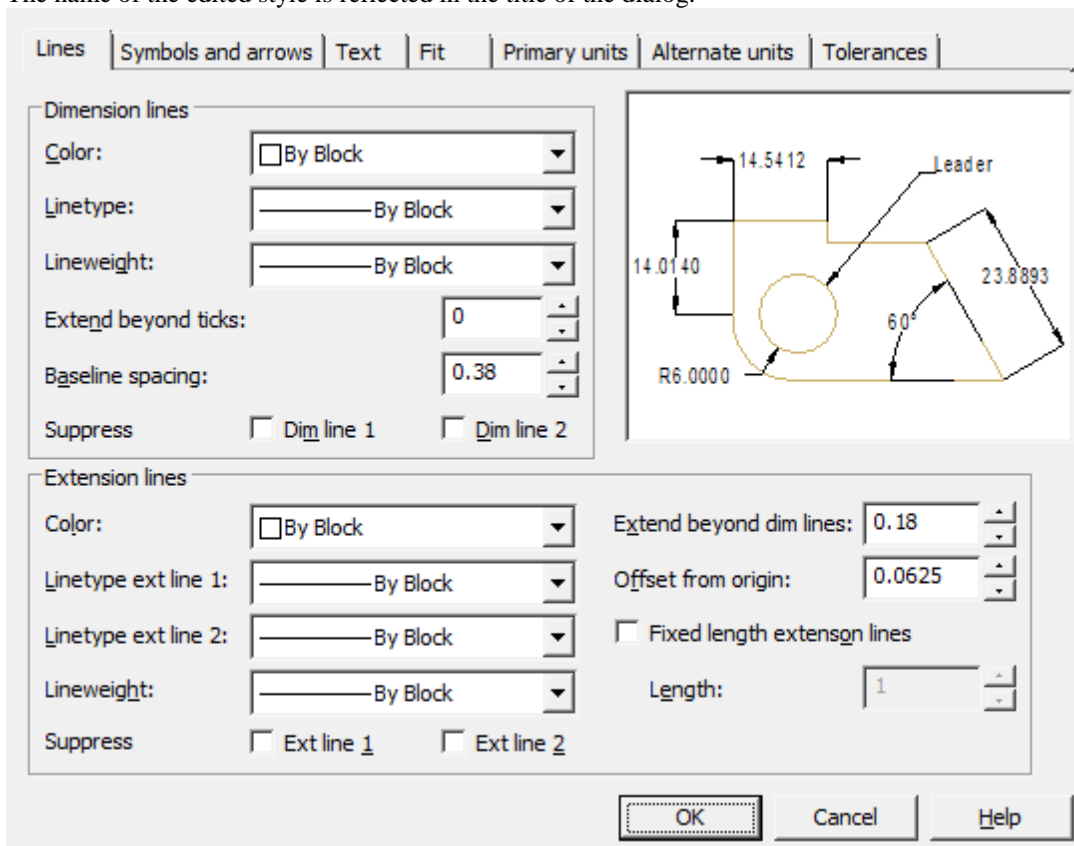 The name of the edited style is reflected in the title of the dialog.
Lines Symbols and arrows Text Fit Primary units Alternate units Tolerances
Dimension lines
Color: By Block
Linetype: By Block
Lineweight: By Block
Extend beyond ticks: 0
Baseline spacing: 0.38
Suppress Dim line 1 Dim line 2
14.5412
Leader
14.0140
23.8893
60°
R6.0000
Extension lines
Color: By Block
Linetype ext line 1: By Block
Linetype ext line 2: By Block
Lineweight: By Block
Suppress Ext line 1 Ext line 2
Extend beyond dim lines: 0.18
Offset from origin: 0.0625
Fixed length extenson lines
Length: 1
OK Cancel Help